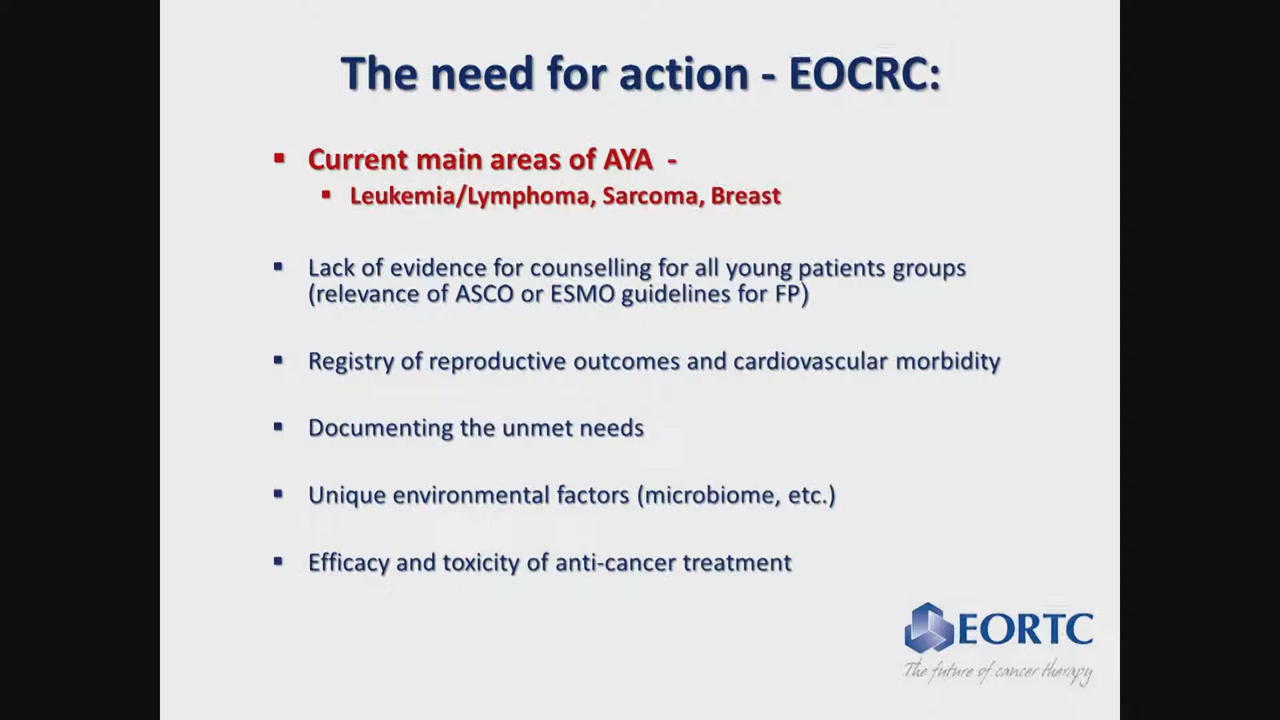 The need for action - EOCRC:
▪ Current main areas of AYA -
▪ Leukemia/Lymphoma, Sarcoma, Breast
▪ Lack of evidence for counselling for all young patients groups
(relevance of ASCO or ESMO guidelines for FP)
▪ Registry of reproductive outcomes and cardiovascular morbidity
▪ Documenting the unmet needs
▪ Unique environmental factors (microbiome, etc.)
▪ Efficacy and toxicity of anti-cancer treatment
EORTC
The future of cancer therapy